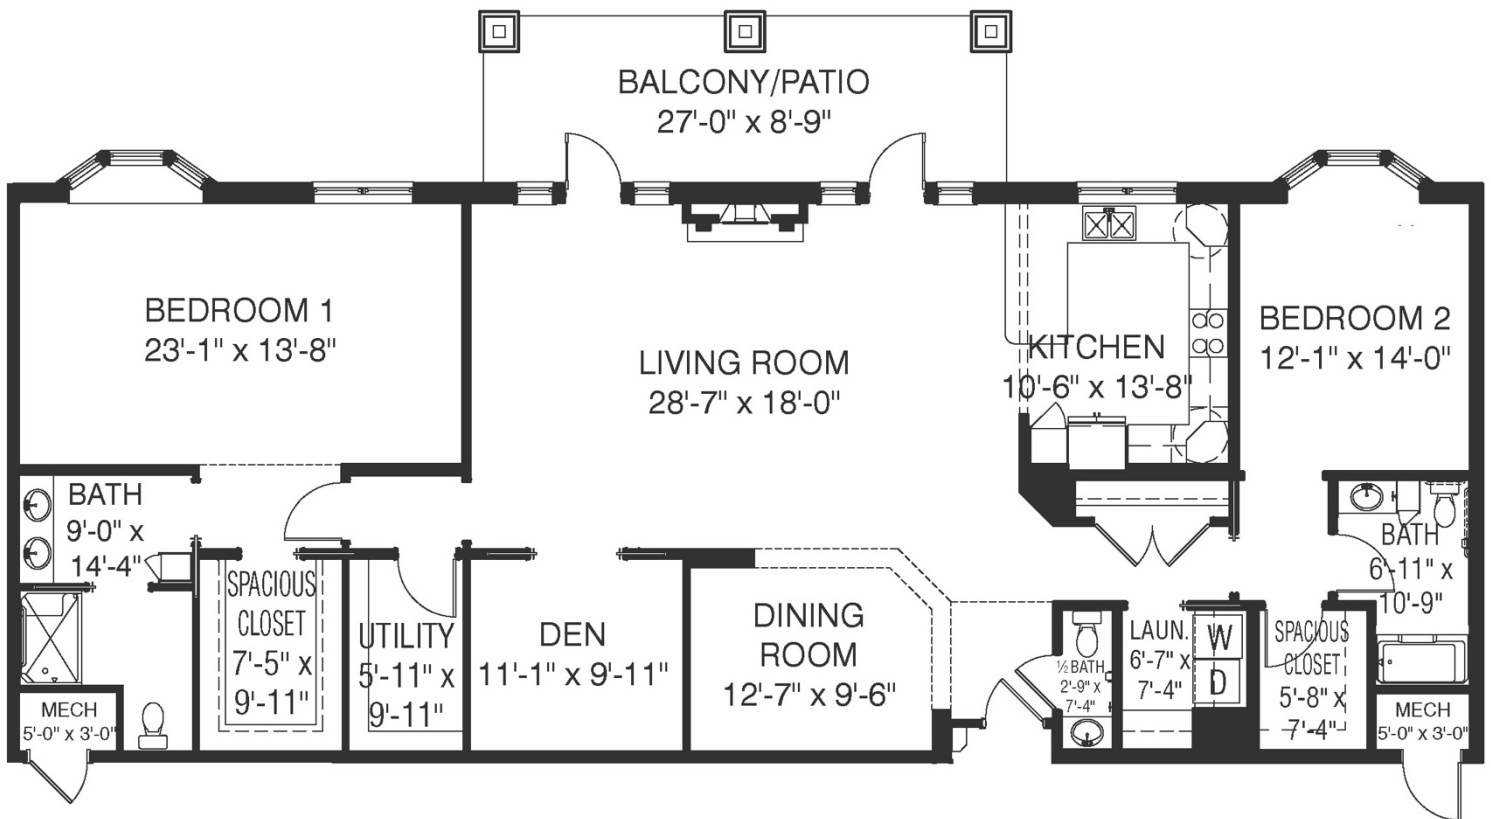 BALCONY/PATIO
27'-0" x 8'-9"
BEDROOM 1
23'-1" x 13'-8"
LIVING ROOM
28'-7" x 18'-0"
KITCHEN
10'-6" x 13'-8"
BEDROOM 2
12'-1" x 14'-0"
BATH
9'-0" x
14'-4"
SPACIOUS
CLOSET
7'-5" x
9'-11"
UTILITY
5'-11" x
9'-11"
DEN
11'-1" x 9'-11"
DINING
ROOM
12'-7" x 9'-6"
½ BATH
2'-9" x
7'-4"
LAUN.
6'-7" x
7'-4"
W
D
SPACIOUS
CLOSET
5'-8" x
7'-4"
BATH
6'-11" x
10'-9"
MECH
5'-0" x 3'-0"
MECH
5'-0" x 3'-0"